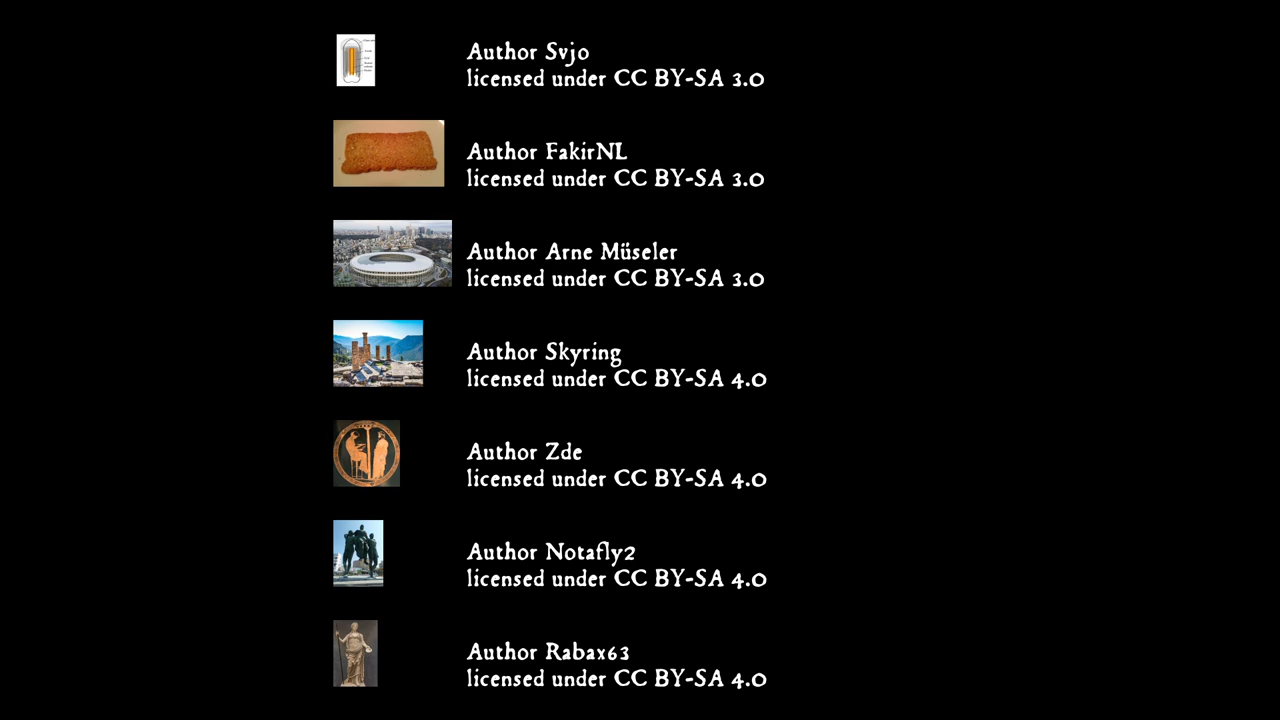 Author Svjo
licensed under CC BY-SA 3.0
Author FakirNL
licensed under CC BY-SA 3.0
Author Arne Müseler
licensed under CC BY-SA 3.0
Author Skyring
licensed under CC BY-SA 4.0
Author Zde
licensed under CC BY-SA 4.0
Author Notafly2
licensed under CC BY-SA 4.0
Author Rabax63
licensed under CC BY-SA 4.0